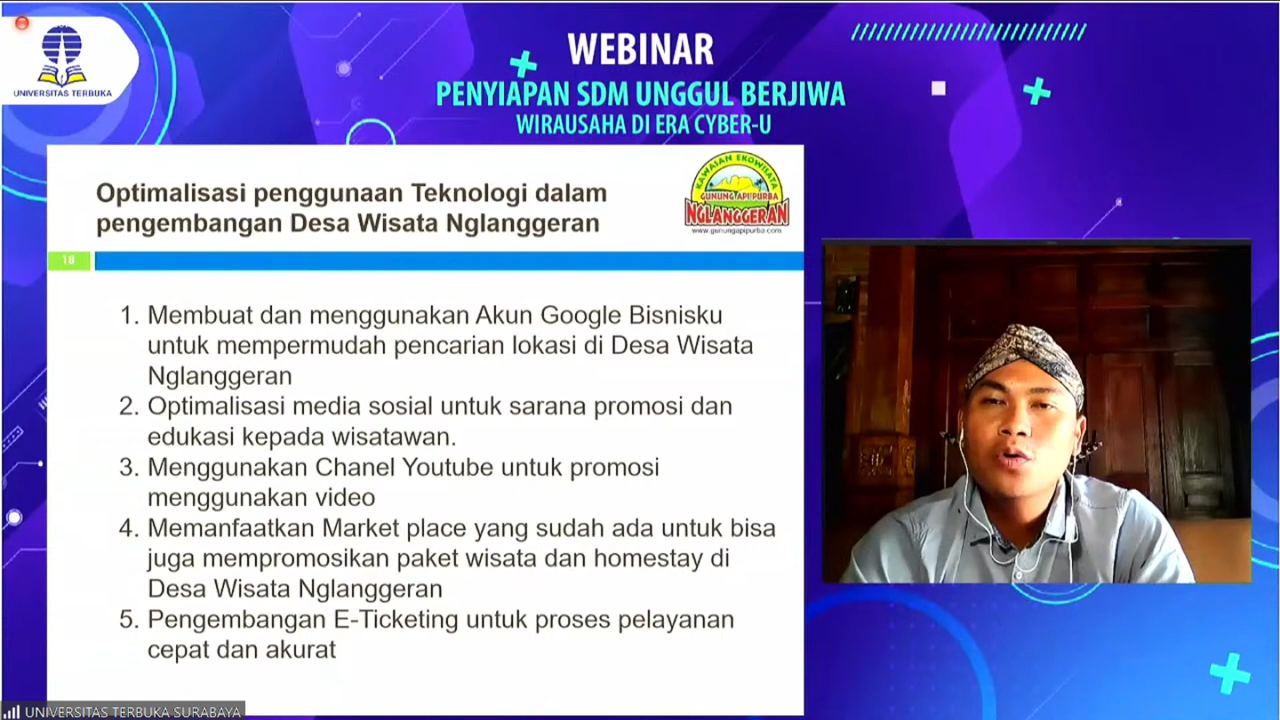 UNIVERSITAS TERBUKA
WEBINAR
PENYIAPAN SDM UNGGUL BERJIWA
WIRAUSAHA DI ERA CYBER-U
Optimalisasi penggunaan Teknologi dalam
pengembangan Desa Wisata Nglanggeran
KAWASAN EKOWISATA
GUNUNG API PURBA
NGLANGGERAN
www.gunungapipurba.com
18
1. Membuat dan menggunakan Akun Google Bisnisku
untuk mempermudah pencarian lokasi di Desa Wisata
Nglanggeran
2. Optimalisasi media sosial untuk sarana promosi dan
edukasi kepada wisatawan.
3. Menggunakan Chanel Youtube untuk promosi
menggunakan video
4. Memanfaatkan Market place yang sudah ada untuk bisa
juga mempromosikan paket wisata dan homestay di
Desa Wisata Nglanggeran
5. Pengembangan E-Ticketing untuk proses pelayanan
cepat dan akurat
UNIVERSITAS TERBUKA SURABAYA